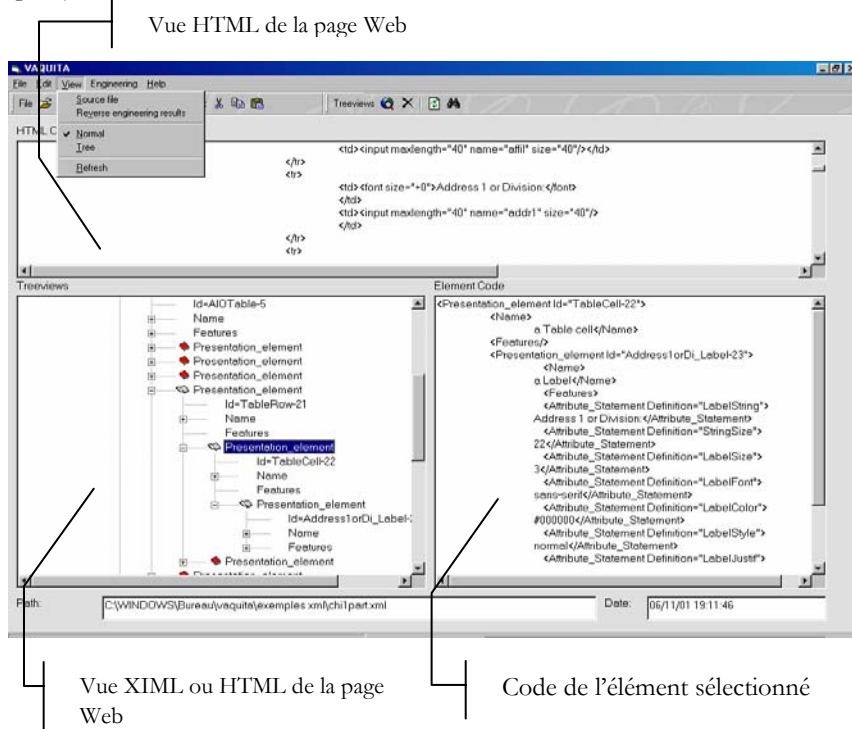 Vue HTML de la page Web
VAQUITA
File Edit View Engineering Help
File Treeviews
Source file
Reverse engineering results
Normal
Tree
Refresh
HTML C
<td><input maxlength="40" name="affil" size="40"/></td>
</tr>
<tr>
<td><font size="+0">Address 1 or Division:</font>
</td>
<td><input maxlength="40" name="addr1" size="40"/>
</td>
</tr>
<tr>
Treeviews
Id=AIOTable-5
Name
Features
Presentation_element
Presentation_element
Presentation_element
Presentation_element
Id=TableRow-21
Name
Features
Presentation_element
Id=TableCell-22
Name
Features
Presentation_element
Id=Address1orDi_Label-
Name
Features
Presentation_element
Presentation_element
Element Code
<Presentation_element Id="TableCell-22">
<Name>
a Table cell</Name>
<Features/>
<Presentation_element Id="Address1orDi_Label-23">
<Name>
a Label</Name>
<Features>
<Attribute_Statement Definition="LabelString">
Address 1 or Division:</Attribute_Statement>
<Attribute_Statement Definition="StringSize">
22</Attribute_Statement>
<Attribute_Statement Definition="LabelSize">
3</Attribute_Statement>
<Attribute_Statement Definition="LabelFont">
sans-serif</Attribute_Statement>
<Attribute_Statement Definition="LabelColor">
#000000</Attribute_Statement>
<Attribute_Statement Definition="LabelStyle">
normal</Attribute_Statement>
<Attribute_Statement Definition="LabelJustif">
Path: C:\WINDOWS\Bureau\vaquita\exemples xml\chi1part.xml
Date: 06/11/01 19:11:46
Vue XIML ou HTML de la page
Web
Code de l'élément sélectionné